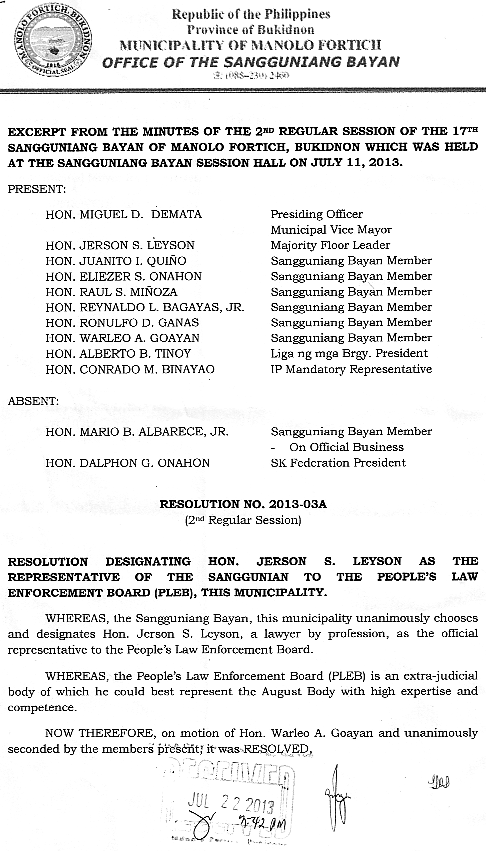 MANOLO FORTICH, BUKIDNON
OFFICIAL SEAL
Republic of the Philippines
Province of Bukidnon
MUNICIPALITY OF MANOLO FORTICH
OFFICE OF THE SANGGUNIANG BAYAN
(088-230) 2460
EXCERPT FROM THE MINUTES OF THE 2ND REGULAR SESSION OF THE 17TH
SANGGUNIANG BAYAN OF MANOLO FORTICH, BUKIDNON WHICH WAS HELD
AT THE SANGGUNIANG BAYAN SESSION HALL ON JULY 11, 2013.
PRESENT:
HON. MIGUEL D. DEMATA Presiding Officer
Municipal Vice Mayor
HON. JERSON S. LEYSON Majority Floor Leader
HON. JUANITO I. QUIÑO Sangguniang Bayan Member
HON. ELIEZER S. ONAHON Sangguniang Bayan Member
HON. RAUL S. MIÑOZA Sangguniang Bayan Member
HON. REYNALDO L. BAGAYAS, JR. Sangguniang Bayan Member
HON. RONULFO D. GANAS Sangguniang Bayan Member
HON. WARLEO A. GOAYAN Sangguniang Bayan Member
HON. ALBERTO B. TINOY Liga ng mga Brgy. President
HON. CONRADO M. BINAYAO IP Mandatory Representative
ABSENT:
HON. MARIO B. ALBARECE, JR. Sangguniang Bayan Member
- On Official Business
HON. DALPHON G. ONAHON SK Federation President
RESOLUTION NO. 2013-03A
(2nd Regular Session)
RESOLUTION DESIGNATING HON. JERSON S. LEYSON AS THE
REPRESENTATIVE OF THE SANGGUNIAN TO THE PEOPLE'S LAW
ENFORCEMENT BOARD (PLEB), THIS MUNICIPALITY.
WHEREAS, the Sangguniang Bayan, this municipality unanimously chooses
and designates Hon. Jerson S. Leyson, a lawyer by profession, as the official
representative to the People's Law Enforcement Board.
WHEREAS, the People's Law Enforcement Board (PLEB) is an extra-judicial
body of which he could best represent the August Body with high expertise and
competence.
NOW THEREFORE, on motion of Hon. Warleo A. Goayan and unanimously
seconded by the members present; it was RESOLVED,
JUL 22 2013